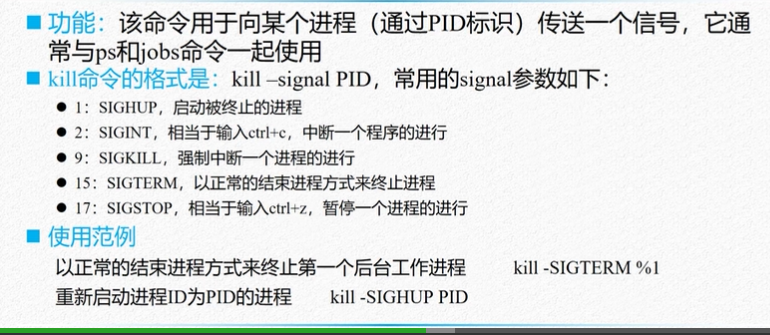 ■ 功能：该命令用于向某个进程（通过PID标识）传送一个信号，它通
常与ps和jobs命令一起使用
■ kill命令的格式是：kill –signal PID，常用的signal参数如下：
● 1：SIGHUP，启动被终止的进程
● 2：SIGINT，相当于输入ctrl+c，中断一个程序的进行
● 9：SIGKILL，强制中断一个进程的进行
● 15：SIGTERM，以正常的结束进程方式来终止进程
● 17：SIGSTOP，相当于输入ctrl+z，暂停一个进程的进行
■ 使用范例
以正常的结束进程方式来终止第一个后台工作进程 kill -SIGTERM %1
重新启动进程ID为PID的进程 kill -SIGHUP PID